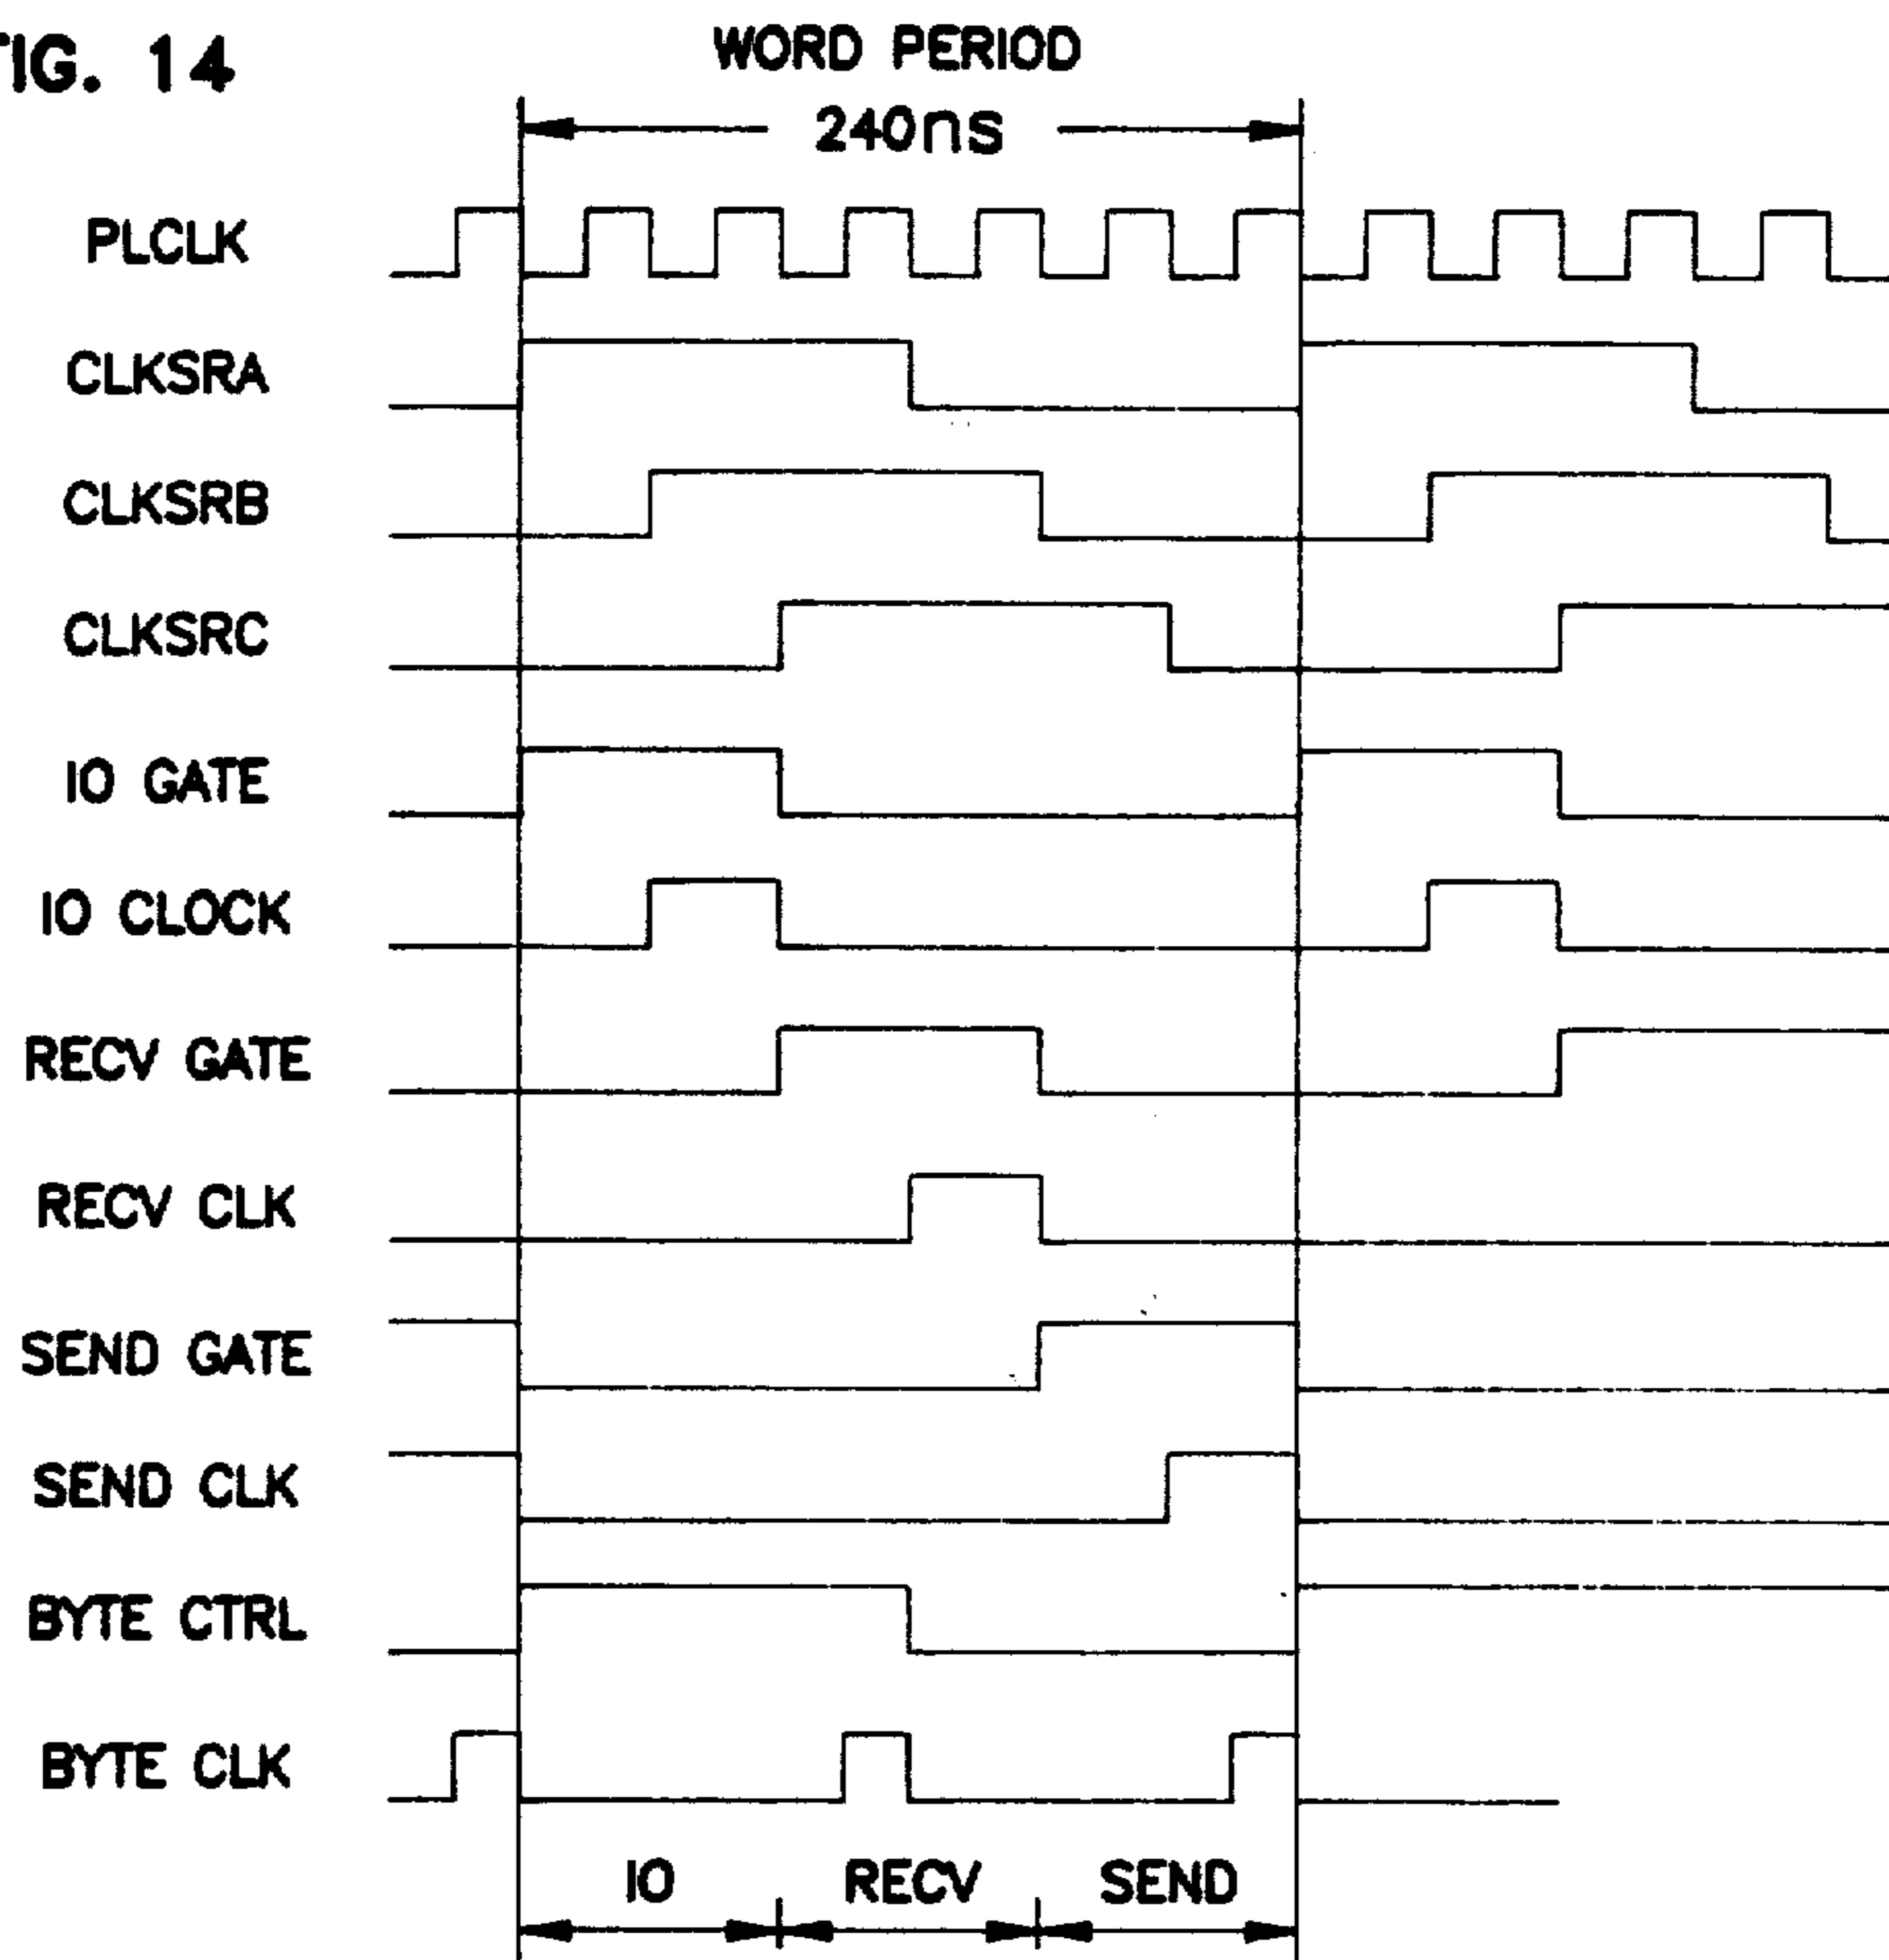 FIG. 14
WORD PERIOD
240ns
PLCLK
CLKSRA
CLKSRB
CLKSRC
IO GATE
IO CLOCK
RECV GATE
RECV CLK
SEND GATE
SEND CLK
BYTE CTRL
BYTE CLK
IO RECV SEND